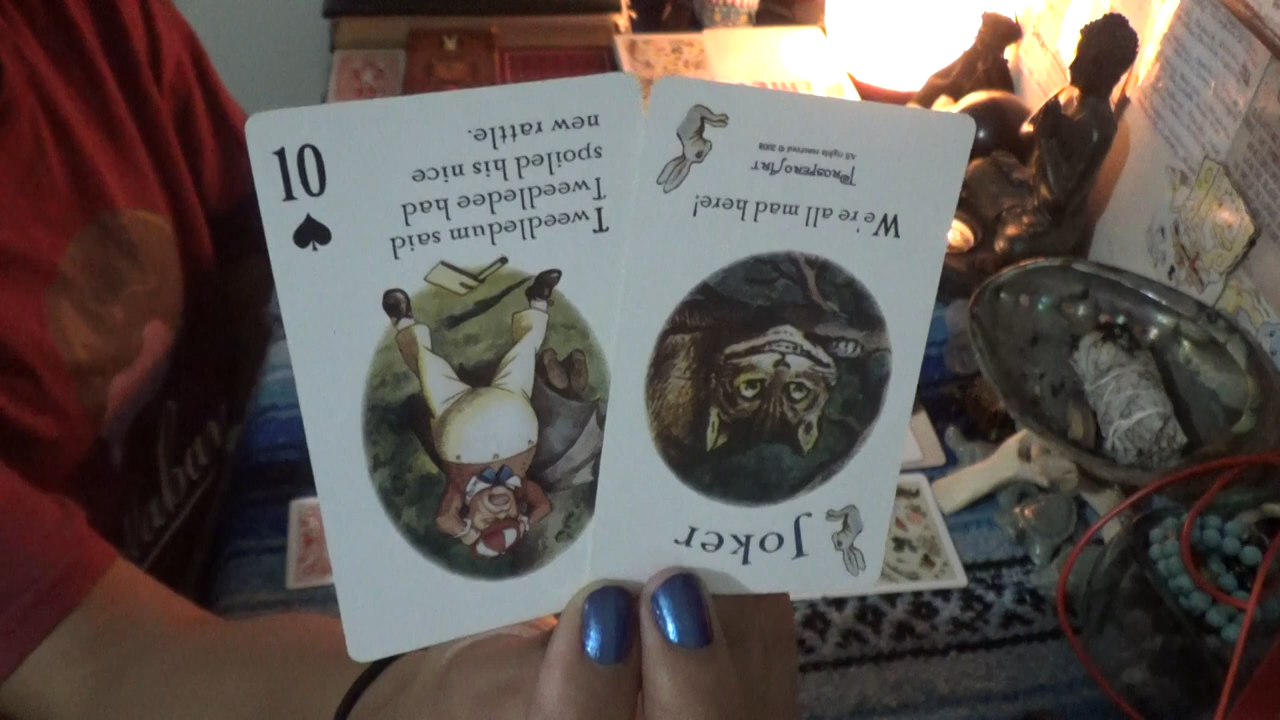 10
Tweedledum said
Tweedledee had
spoiled his nice
new rattle.
Joker
We're all mad here!
ProsperoArt
All rights reserved © 2008